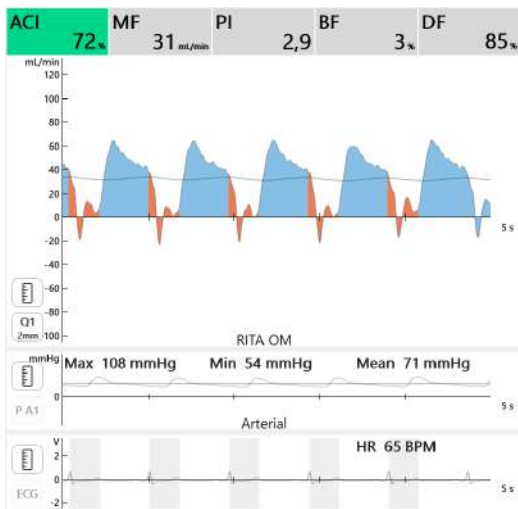 ACI MF PI BF DF
72 % 31 mL/min 2,9 3 % 85 %
mL/min
120
100
80
60
40
20
0
-20
-40
-60
-80
-100
5 s
Q1
2mm
RITA OM
mmHg
Max 108 mmHg Min 54 mmHg Mean 71 mmHg
0
P A1
5 s
Arterial
V
HR 65 BPM
2
0
ECG
-2
5 s